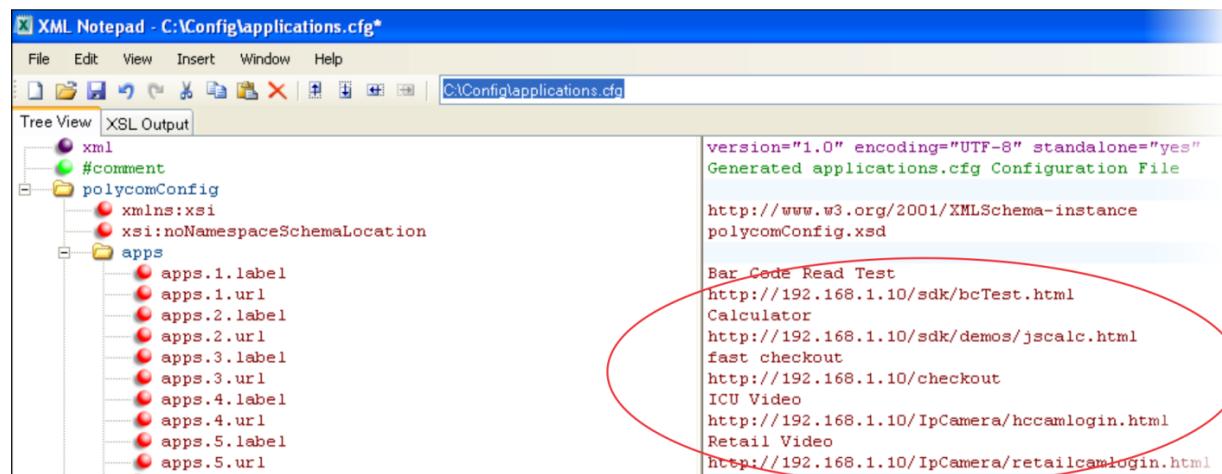 XML Notepad - C:\Config\applications.cfg*
File Edit View Insert Window Help
C:\Config\applications.cfg
Tree View XSL Output
xml version="1.0" encoding="UTF-8" standalone="yes"
#comment Generated applications.cfg Configuration File
polycomConfig
xmlns:xsi http://www.w3.org/2001/XMLSchema-instance
xsi:noNamespaceSchemaLocation polycomConfig.xsd
apps
apps.1.label Bar Code Read Test
apps.1.url http://192.168.1.10/sdk/bcTest.html
apps.2.label Calculator
apps.2.url http://192.168.1.10/sdk/demos/jscalc.html
apps.3.label fast checkout
apps.3.url http://192.168.1.10/checkout
apps.4.label ICU Video
apps.4.url http://192.168.1.10/IpCamera/hccamlogin.html
apps.5.label Retail Video
apps.5.url http://192.168.1.10/IpCamera/retailcamlogin.html